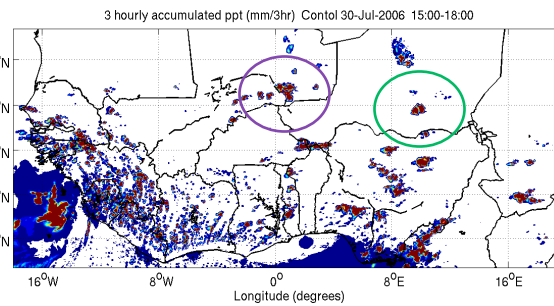 3 hourly accumulated ppt (mm/3hr) Contol 30-Jul-2006 15:00-18:00
°N
°N
°N
°N
°N
16°W
8°W
0°
8°E
16°E
Longitude (degrees)